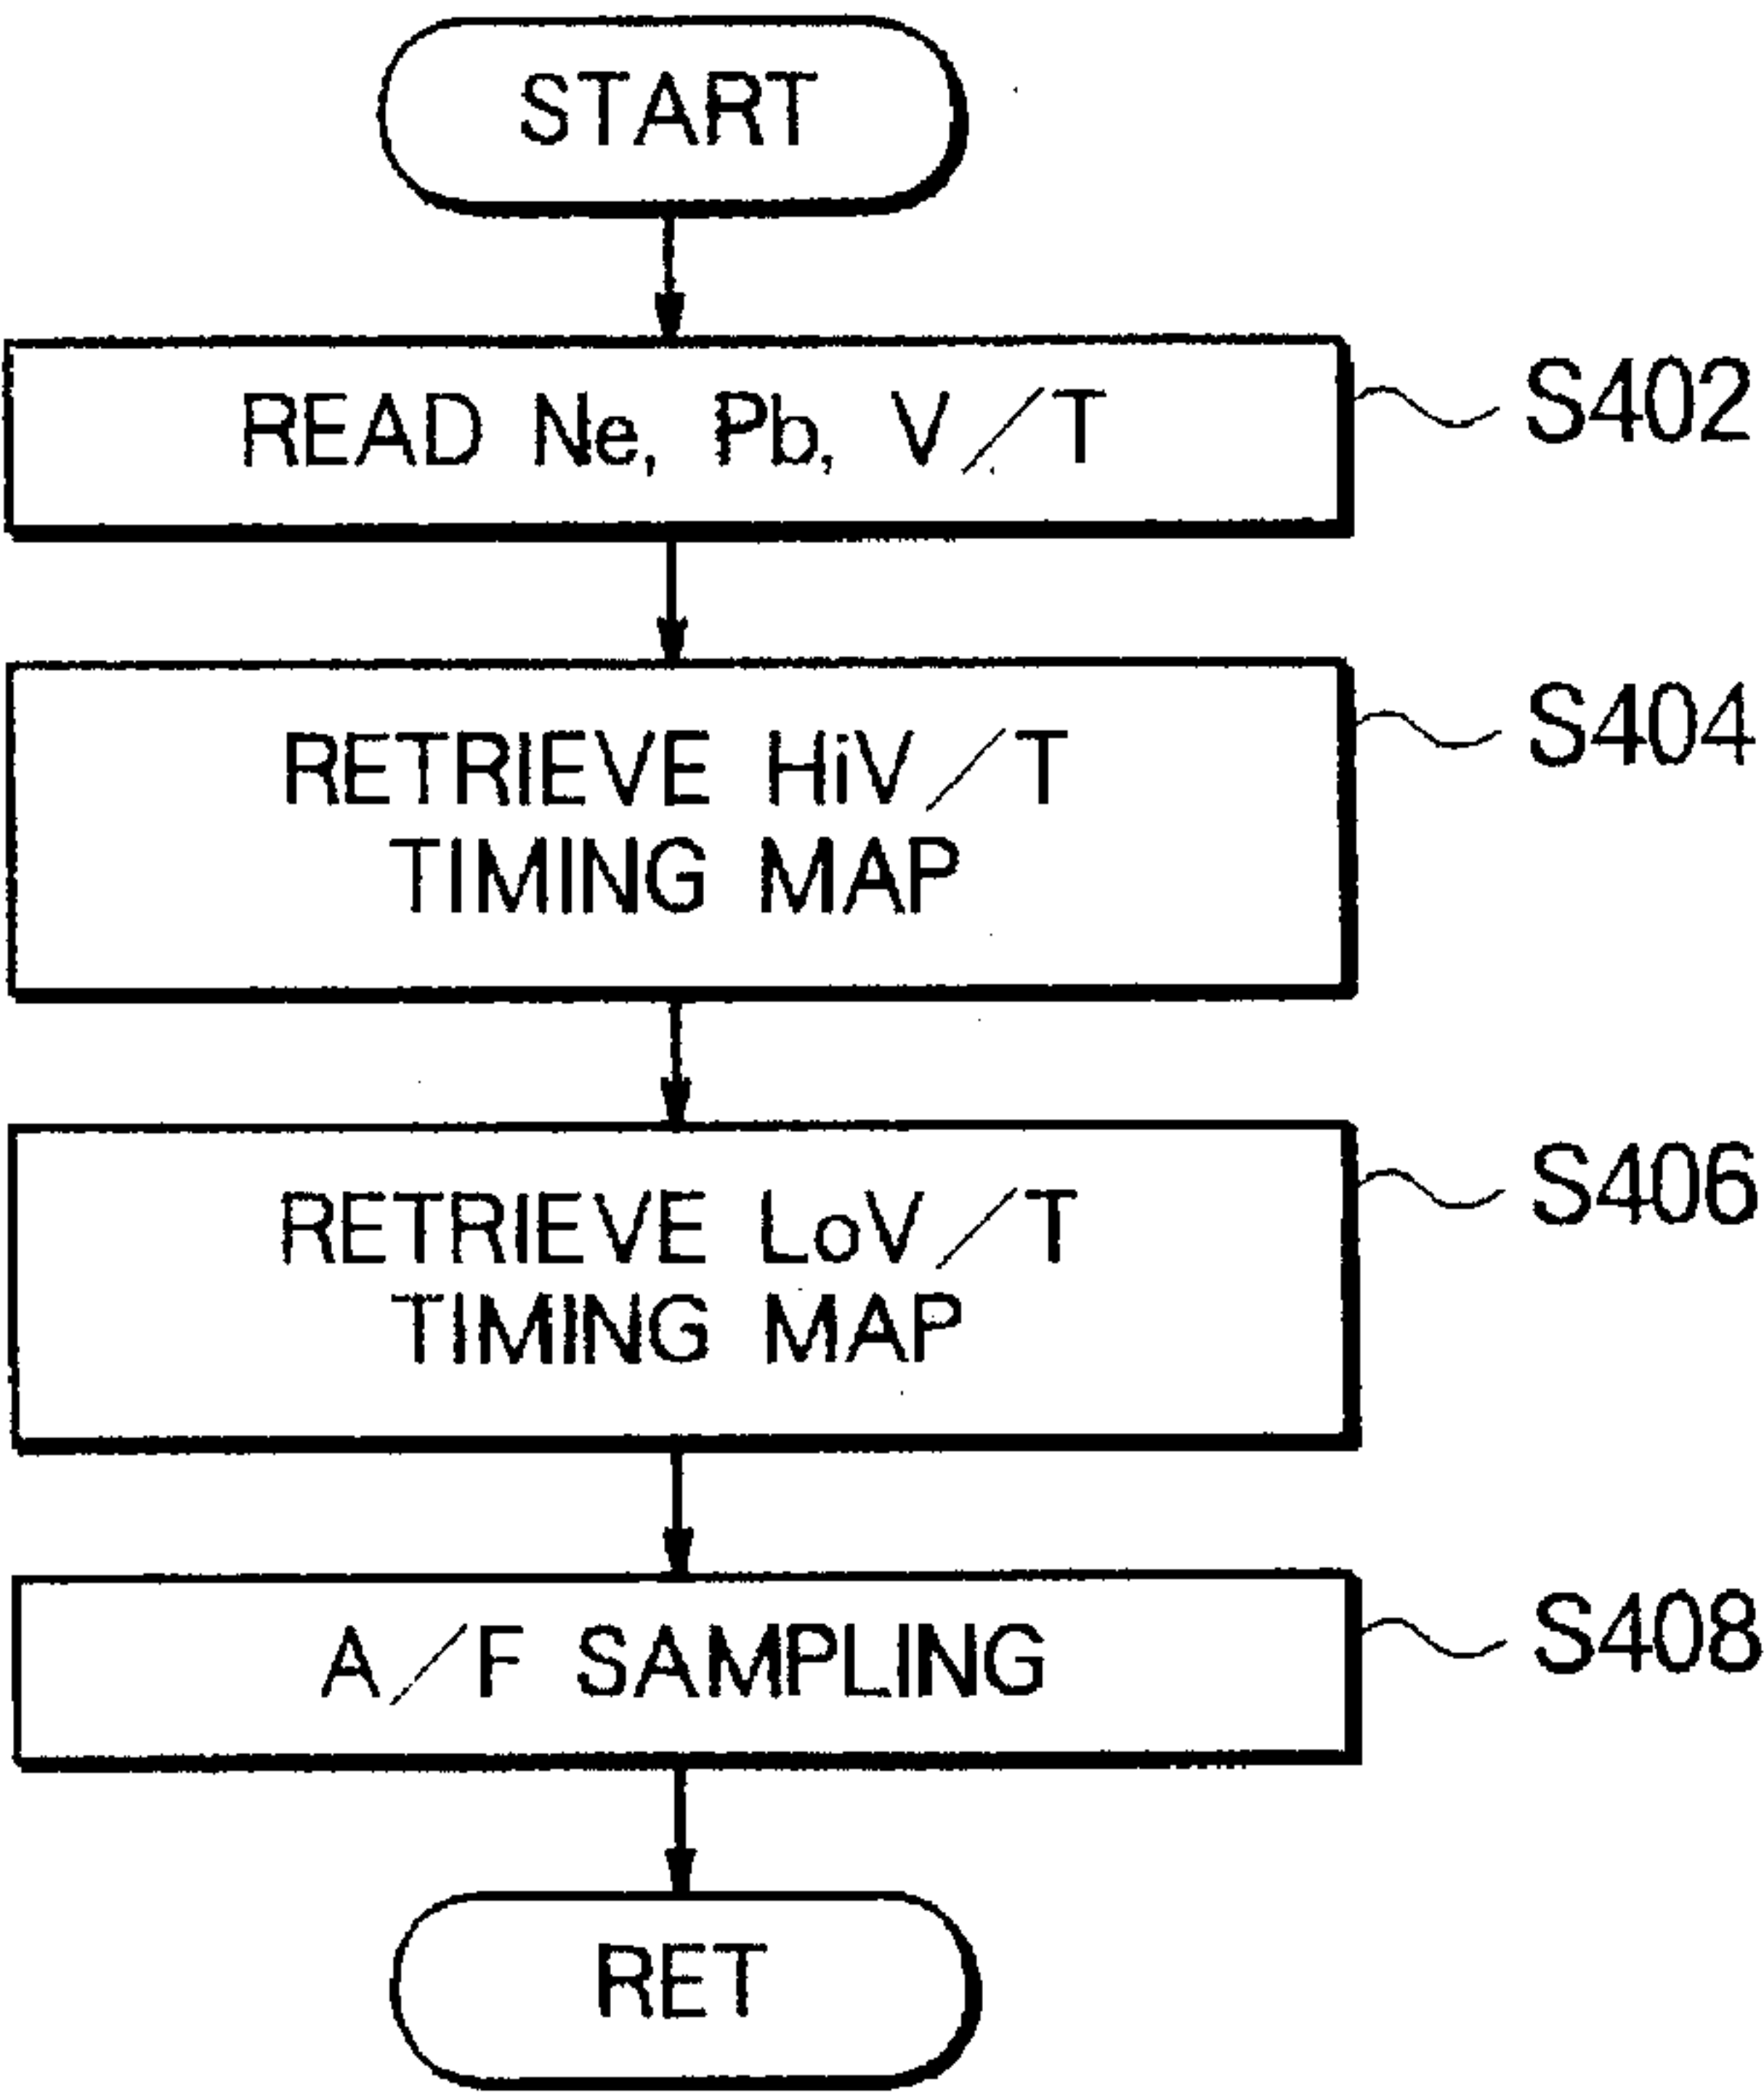 START
READ Ne, Pb, V/T
S402
RETRIEVE HiV/T
TIMING MAP
S404
RETRIEVE LoV/T
TIMING MAP
S406
A/F SAMPLING
S408
RET